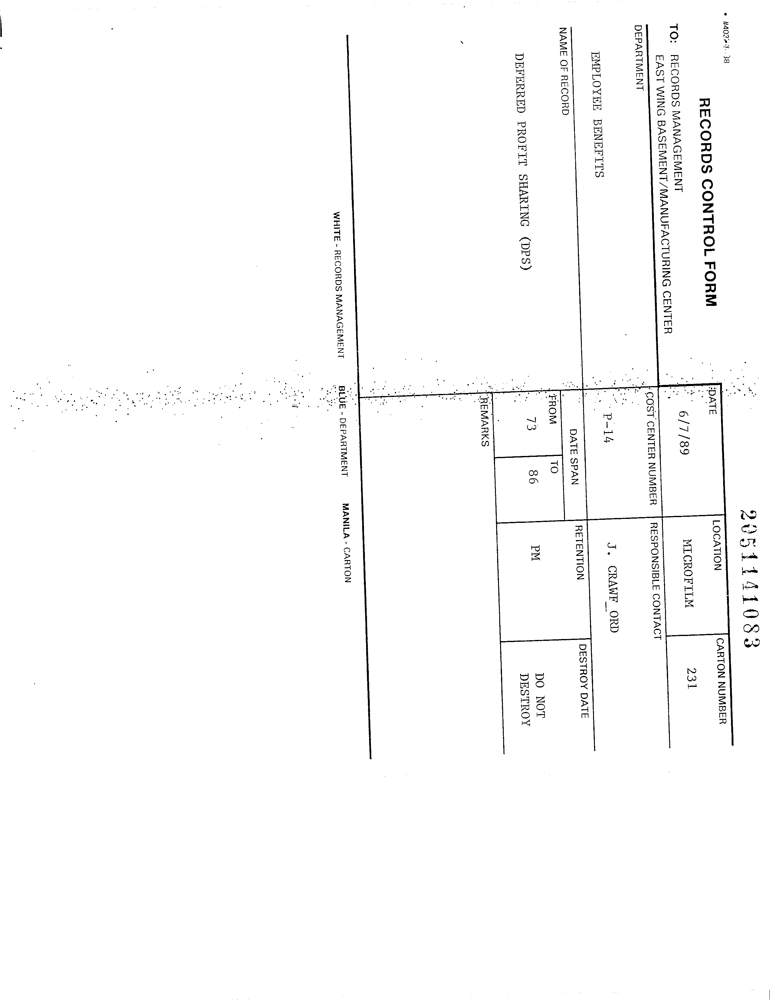 2051141083
RECORDS CONTROL FORM
TO: RECORDS MANAGEMENT
EAST WING BASEMENT/MANUFACTURING CENTER
DATE
6/7/89
LOCATION
MICROFILM
CARTON NUMBER
231
DEPARTMENT
EMPLOYEE BENEFITS
COST CENTER NUMBER
P-14
RESPONSIBLE CONTACT
J. CRAWF_ORD
NAME OF RECORD
DEFERRED PROFIT SHARING (DPS)
DATE SPAN
FROM
73
TO
86
RETENTION
PM
DESTROY DATE
DO NOT
DESTROY
REMARKS
WHITE - RECORDS MANAGEMENT BLUE - DEPARTMENT MANILA - CARTON